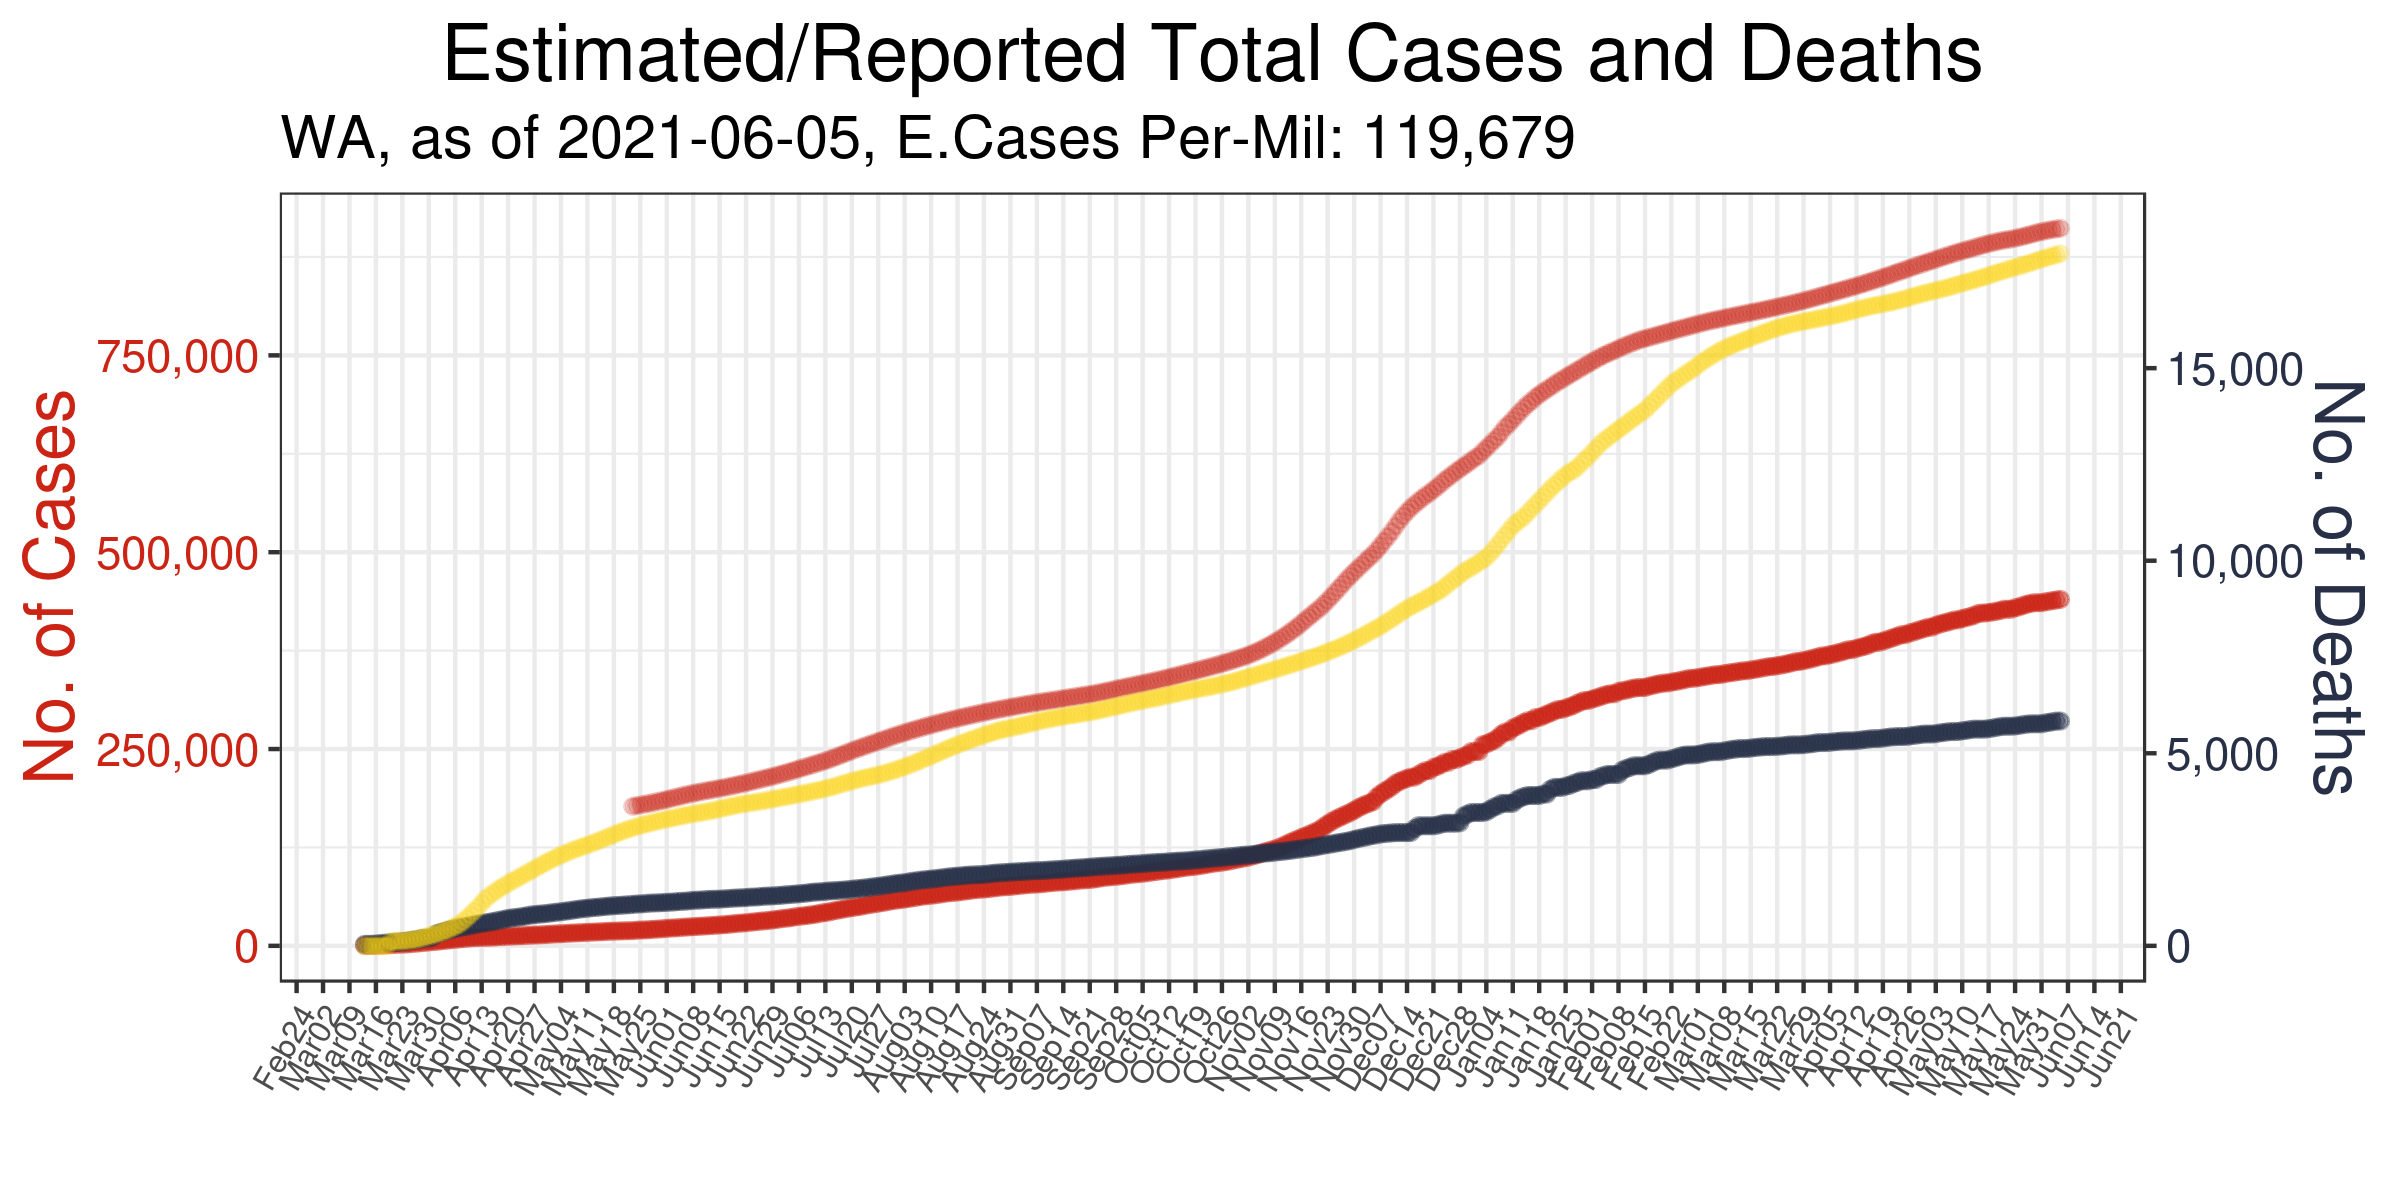 Estimated/Reported Total Cases and Deaths
WA, as of 2021-06-05, E.Cases Per-Mil: 119,679
No. of Cases
750,000
500,000
250,000
0
15,000
10,000
5,000
0
No. of Deaths
Feb24
Mar02
Mar09
Mar16
Mar23
Mar30
Apr06
Apr13
Apr20
Apr27
May04
May11
May18
May25
Jun01
Jun08
Jun15
Jun22
Jun29
Jul06
Jul13
Jul20
Jul27
Aug03
Aug10
Aug17
Aug24
Aug31
Sep07
Sep14
Sep21
Sep28
Oct05
Oct12
Oct19
Oct26
Nov02
Nov09
Nov16
Nov23
Nov30
Dec07
Dec14
Dec21
Dec28
Jan04
Jan11
Jan18
Jan25
Feb01
Feb08
Feb15
Feb22
Mar01
Mar08
Mar15
Mar22
Mar29
Apr05
Apr12
Apr19
Apr26
May03
May10
May17
May24
May31
Jun07
Jun14
Jun21